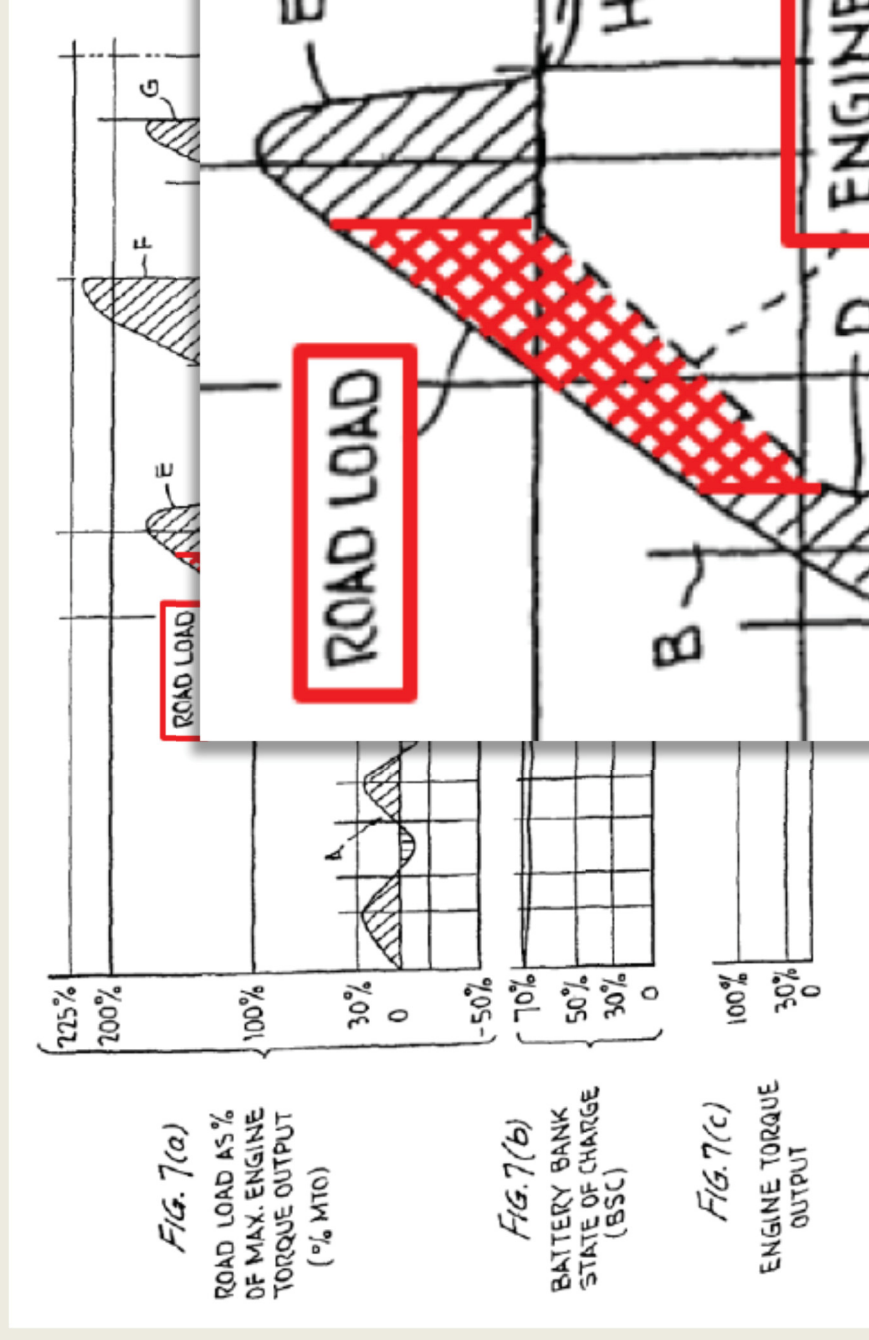 G
F
E
ROAD LOAD
H
ROAD LOAD
B
D
A
225%
200%
100%
30%
0
-50%
70%
50%
30%
0
100%
30%
0
FIG. 7(a)
ROAD LOAD AS %
OF MAX. ENGINE
TORQUE OUTPUT
(% MTO)
FIG. 7(b)
BATTERY BANK
STATE OF CHARGE
(BSC)
FIG. 7(c)
ENGINE TORQUE
OUTPUT
ENGINE